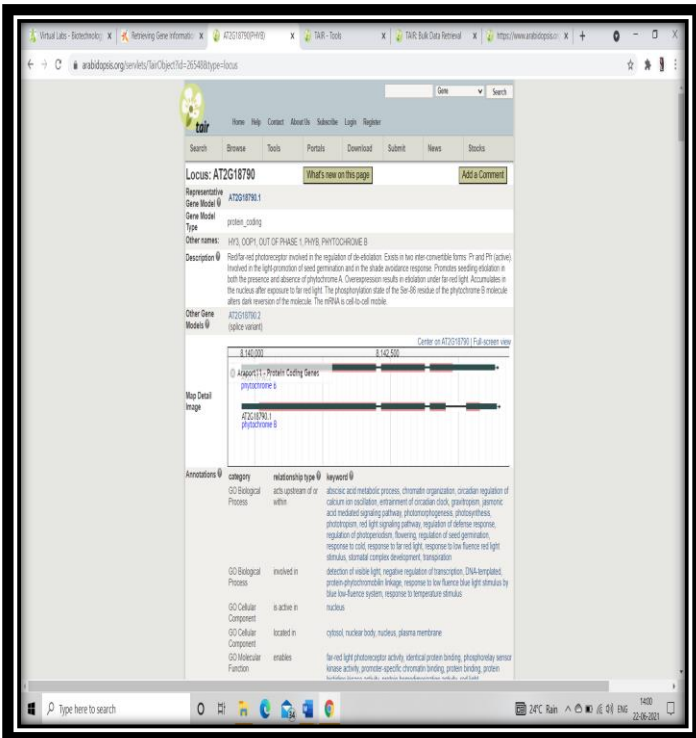 Virtual Labs - Biotechnolog
Retrieving Gene Informatio
AT2G18790(PHYB)
TAIR - Tools
TAIR: Bulk Data Retrieval
https://www.arabidopsis.or
arabidopsis.org/servlets/TairObject?id=26548&type=locus
Gene
Search
tair
Home Help Contact About Us Subscribe Login Register
Search Browse Tools Portals Download Submit News Stocks
Locus: AT2G18790
What's new on this page
Add a Comment
Representative Gene Model
AT2G18790.1
Gene Model Type
protein_coding
Other names:
HY3, OOP1, OUT OF PHASE 1, PHYB, PHYTOCHROME B
Description
Red/far-red photoreceptor involved in the regulation of de-etiolation. Exists in two inter-convertible forms: Pr and Pfr (active).
Involved in the light-promotion of seed germination and in the shade avoidance response. Promotes seedling etiolation in
both the presence and absence of phytochrome A. Overexpression results in etiolation under far-red light. Accumulates in
the nucleus after exposure to far red light. The phosphorylation state of the Ser-86 residue of the phytochrome B molecule
alters dark reversion of the molecule. The mRNA is cell-to-cell mobile.
Other Gene Models
AT2G18790.2
(splice variant)
Center on AT2G18790 | Full-screen view
Map Detail Image
8,140,000
8,142,500
Araport11 - Protein Coding Genes
phytochrome B
AT2G18790.1
phytochrome B
Annotations
category
relationship type
keyword
GO Biological Process
acts upstream of or within
abscisic acid metabolic process, chromatin organization, circadian regulation of
calcium ion oscillation, entrainment of circadian clock, gravitropism, jasmonic
acid mediated signaling pathway, photomorphogenesis, photosynthesis,
phototropism, red light signaling pathway, regulation of defense response,
regulation of photoperiodism, flowering, regulation of seed germination,
response to cold, response to far red light, response to low fluence red light
stimulus, stomatal complex development, transpiration
GO Biological Process
involved in
detection of visible light, negative regulation of transcription, DNA-templated,
protein-phytochromobilin linkage, response to low fluence blue light stimulus by
blue low-fluence system, response to temperature stimulus
GO Cellular Component
is active in
nucleus
GO Cellular Component
located in
cytosol, nuclear body, nucleus, plasma membrane
GO Molecular Function
enables
far-red light photoreceptor activity, identical protein binding, phosphorelay sensor
kinase activity, promoter-specific chromatin binding, protein binding, protein
histidine kinase activity, protein homodimerization activity, red light
Type here to search
24°C Rain
ENG
14:00
22-06-2021